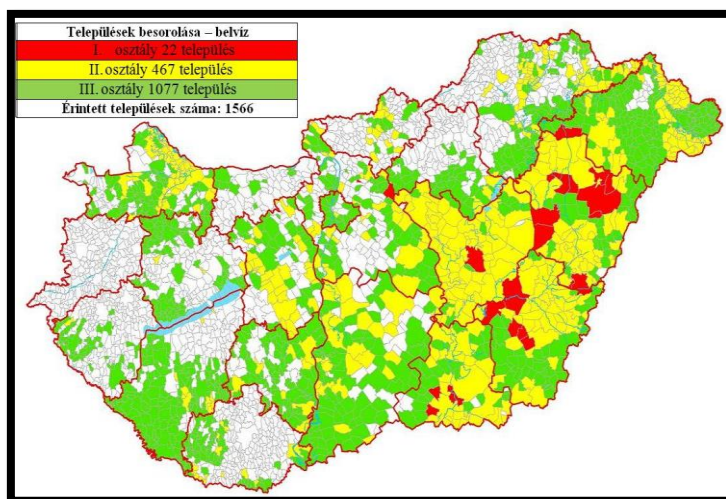 Települések besorolása – belvíz
I. osztály 22 település
II. osztály 467 település
III. osztály 1077 település
Érintett települések száma: 1566